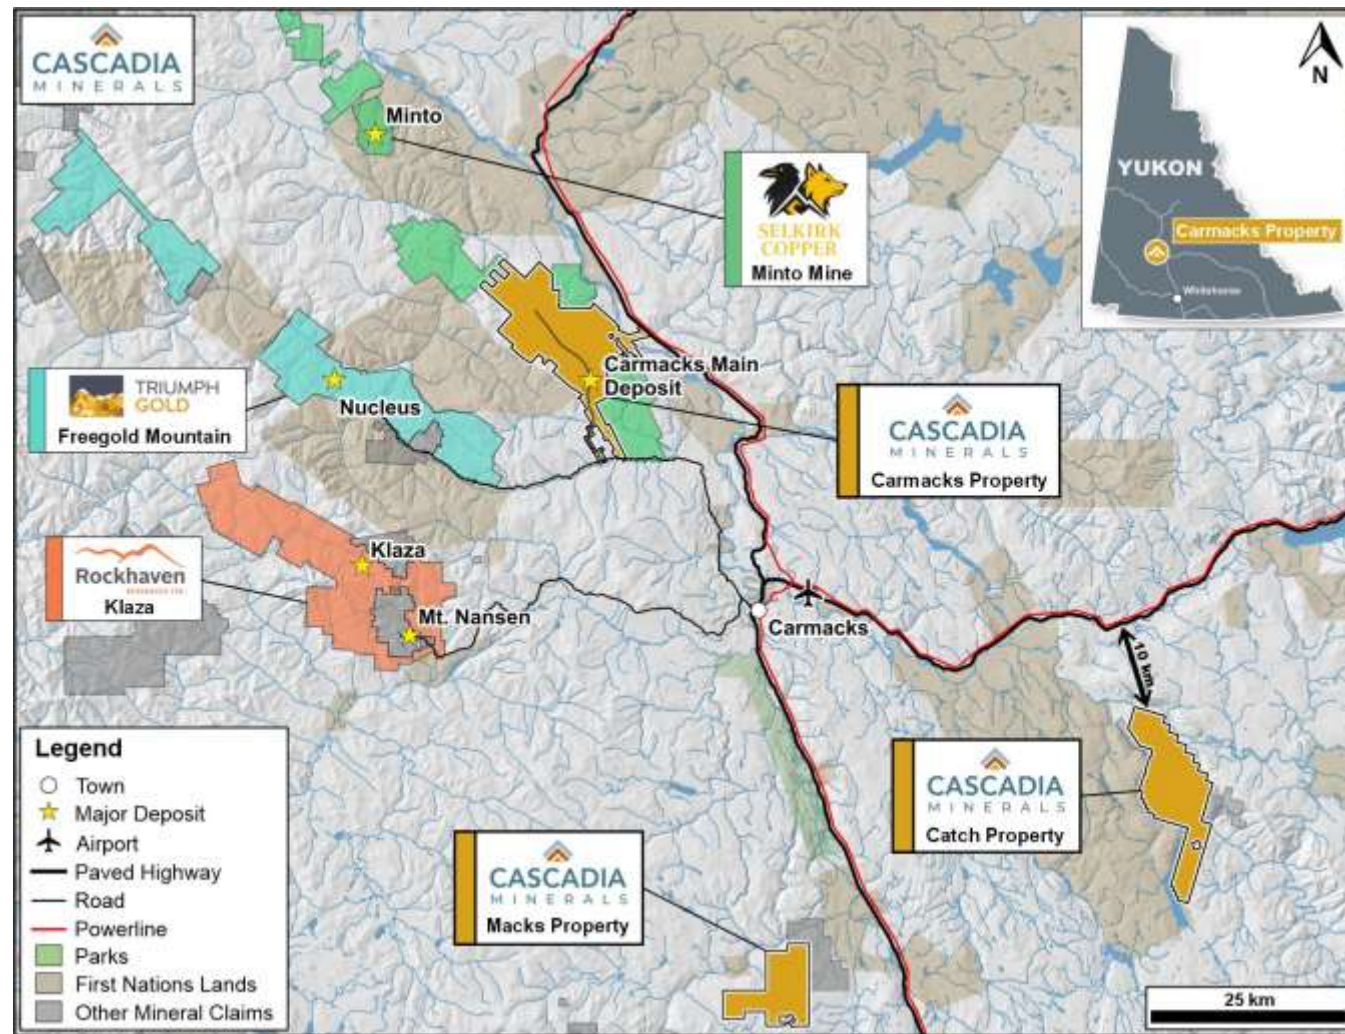 CASCADIA
MINERALS
Minto
SELKIRK
COPPER
Minto Mine
N
YUKON
Carmacks Property
Whitehorse
Carmacks Main
Deposit
TRIUMPH
GOLD
Freegold Mountain
Nucleus
CASCADIA
MINERALS
Carmacks Property
Rockhaven
Klaza
Klaza
Mt. Nansen
Carmacks
10 km
CASCADIA
MINERALS
Catch Property
CASCADIA
MINERALS
Macks Property
Legend
Town
Major Deposit
Airport
Paved Highway
Road
Powerline
Parks
First Nations Lands
Other Mineral Claims
25 km